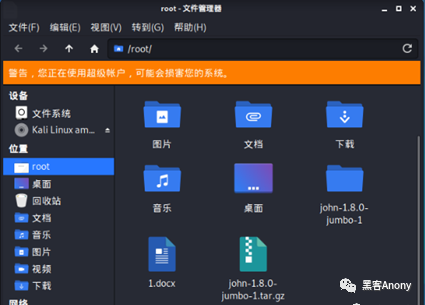 root - 文件管理器
文件(F) 编辑(E) 视图(V) 转到(G) 帮助(H)
/root/
警告，您正在使用超级帐户，可能会损害您的系统。
设备
文件系统
Kali Linux am...
位置
root
桌面
回收站
文档
音乐
图片
视频
下载
网络
图片
文档
下载
音乐
桌面
john-1.8.0-
jumbo-1
1.docx
john-1.8.0-
jumbo-1.tar.gz
黑客Anony